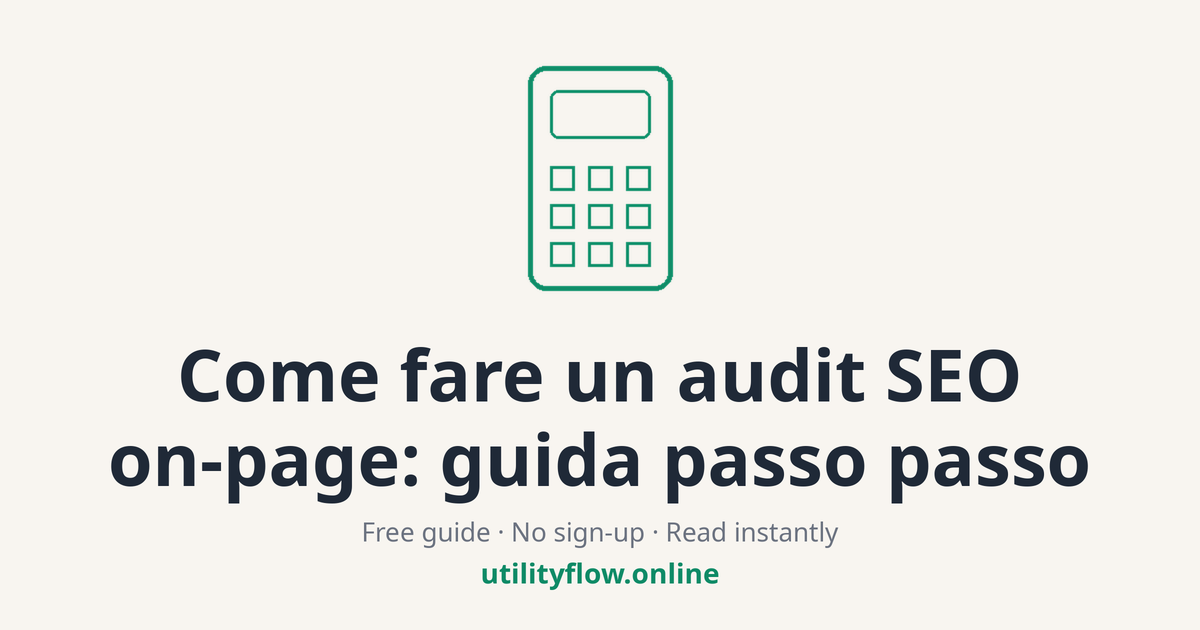 Come fare un audit SEO
on-page: guida passo passo
Free guide · No sign-up · Read instantly
utilityflow.online